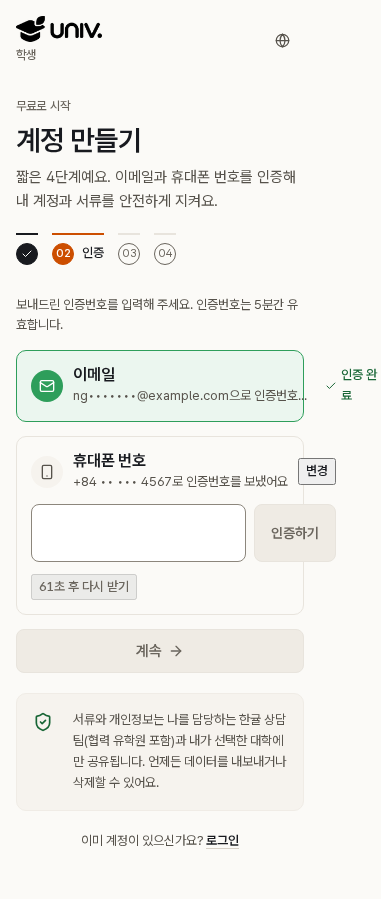 UNIV.
학생
무료로 시작
계정 만들기
짧은 4단계예요. 이메일과 휴대폰 번호를 인증해
내 계정과 서류를 안전하게 지켜요.
02 인증 03 04
보내드린 인증번호를 입력해 주세요. 인증번호는 5분간 유
효합니다.
이메일
ng•••••••@example.com으로 인증번호...
인증 완
료
휴대폰 번호
+84 •• ••• 4567로 인증번호를 보냈어요
변경
인증하기
61초 후 다시 받기
계속 →
서류와 개인정보는 나를 담당하는 한귤 상담
팀(협력 유학원 포함)과 내가 선택한 대학에
만 공유됩니다. 언제든 데이터를 내보내거나
삭제할 수 있어요.
이미 계정이 있으신가요? 로그인